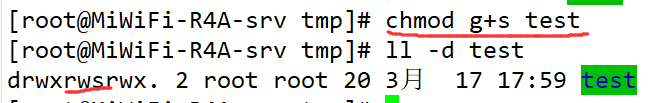 [root@MiWiFi-R4A-srv tmp]# chmod g+s test
[root@MiWiFi-R4A-srv tmp]# ll -d test
drwxrwsrwx. 2 root root 20 3月  17 17:59 test